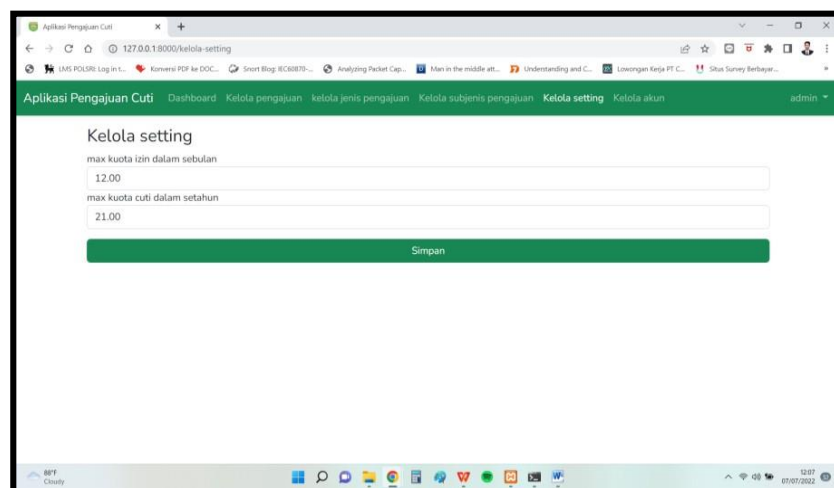 Aplikasi Pengajuan Cuti
127.0.0.1:8000/kelola-setting
LMS POLSRI: Log in t... Konversi PDF ke DOC... Snort Blog: IEC60870-... Analyzing Packet Cap... Man in the middle att... Understanding and C... Lowongan Kerja PT C... Situs Survey Berbayar...
Aplikasi Pengajuan Cuti Dashboard Kelola pengajuan kelola jenis pengajuan Kelola subjenis pengajuan Kelola setting Kelola akun admin
Kelola setting
max kuota izin dalam sebulan
12.00
max kuota cuti dalam setahun
21.00
Simpan
88°F 12:07
Cloudy 07/07/2022